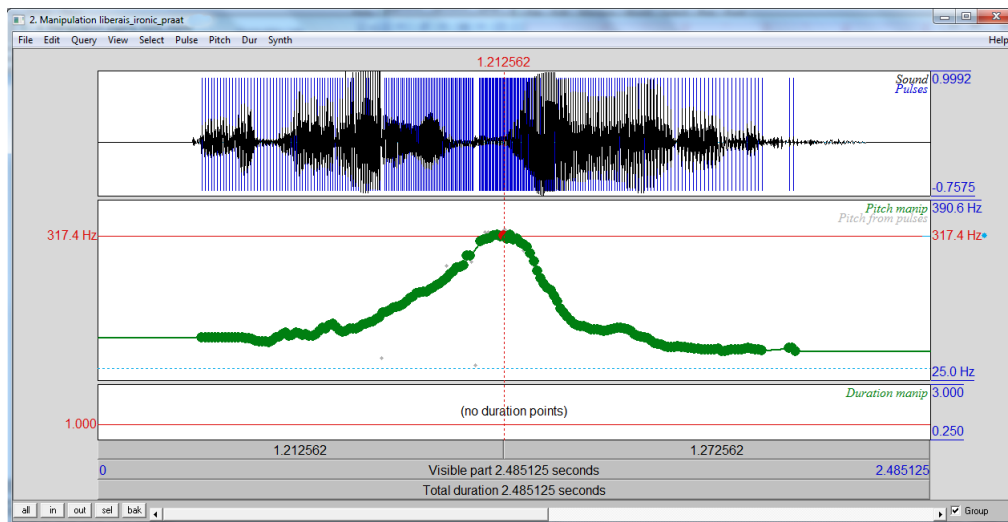 2. Manipulation liberais_ironic_praat
File Edit Query View Select Pulse Pitch Dur Synth Help
1.212562
Sound 0.9992
Pulses
-0.7575
Pitch manip 390.6 Hz
Pitch from pulses
317.4 Hz 317.4 Hz
25.0 Hz
Duration manip 3.000
(no duration points)
1.000
0.250
1.212562 1.272562
0 Visible part 2.485125 seconds 2.485125
Total duration 2.485125 seconds
all in out sel bak Group